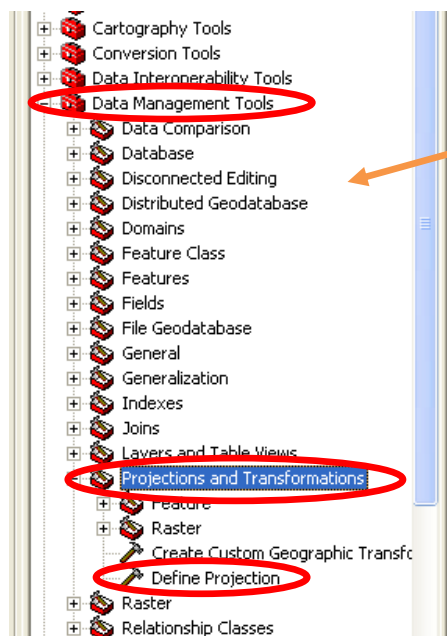 Cartography Tools
Conversion Tools
Data Interoperability Tools
Data Management Tools
Data Comparison
Database
Disconnected Editing
Distributed Geodatabase
Domains
Feature Class
Features
Fields
File Geodatabase
General
Generalization
Indexes
Joins
Layers and Table Views
Projections and Transformations
Feature
Raster
Create Custom Geographic Transfo
Define Projection
Raster
Relationship Classes